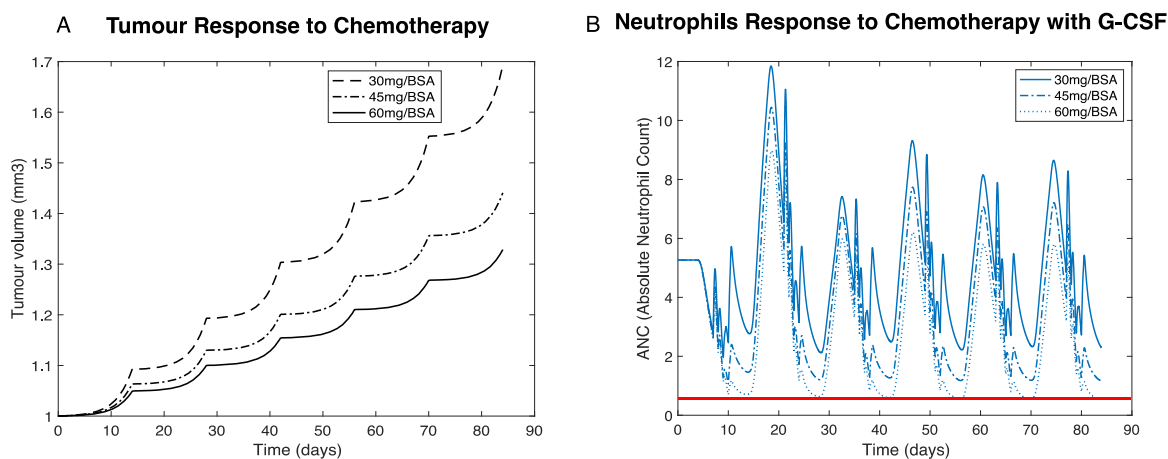 A Tumour Response to Chemotherapy
1.7
1.6
1.5
1.4
1.3
1.2
1.1
1
Tumour volume (mm3)
30mg/BSA
45mg/BSA
60mg/BSA
0 10 20 30 40 50 60 70 80 90
Time (days)
B Neutrophils Response to Chemotherapy with G-CSF
12
10
8
6
4
2
0
ANC (Absolute Neutrophil Count)
30mg/BSA
45mg/BSA
60mg/BSA
0 10 20 30 40 50 60 70 80 90
Time (days)